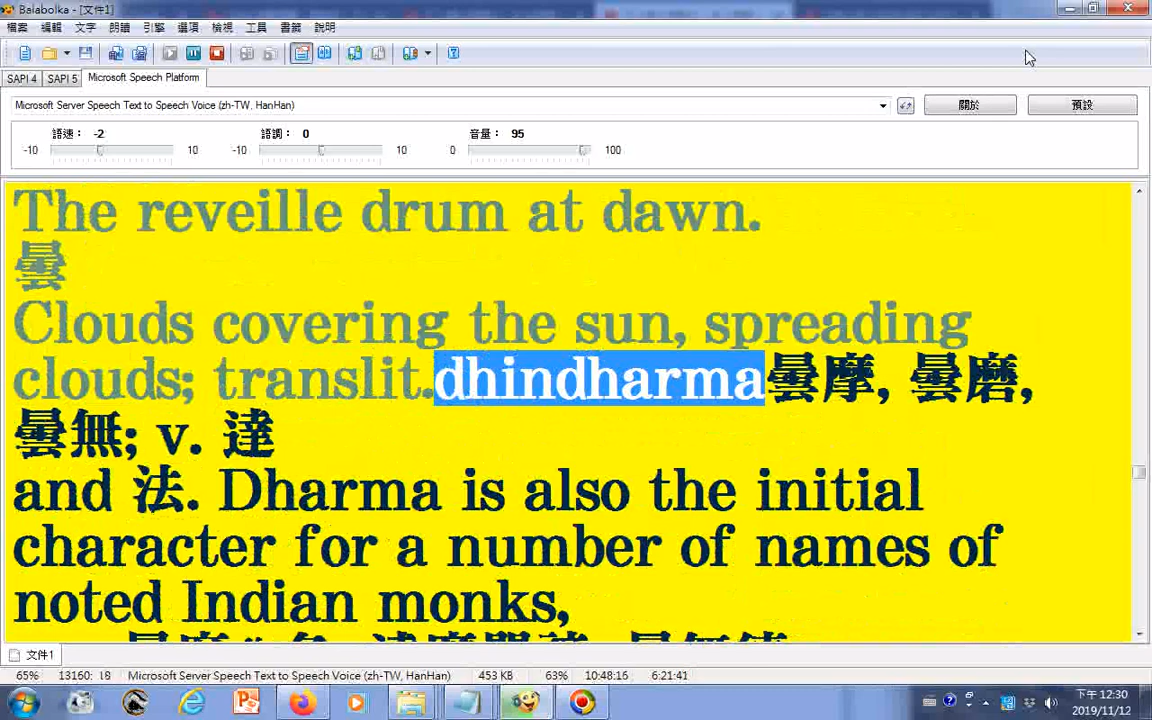 Balabolka - [文件1]
檔案 編輯 文字 朗讀 引擎 選項 檢視 工具 書籤 說明
SAPI 4 SAPI 5 Microsoft Speech Platform
Microsoft Server Speech Text to Speech Voice (zh-TW, HanHan) 關於 預設
語速： -2 語調： 0 音量： 95
-10 10 -10 10 0 100
The reveille drum at dawn.
曇
Clouds covering the sun, spreading
clouds; translit.dhindharma曇摩, 曇磨,
曇無; v. 達
and 法. Dharma is also the initial
character for a number of names of
noted Indian monks,
文件1
65% 13160: 18 Microsoft Server Speech Text to Speech Voice (zh-TW, HanHan) 453 KB 63% 10:48:16 6:21:41
下午 12:30
2019/11/12